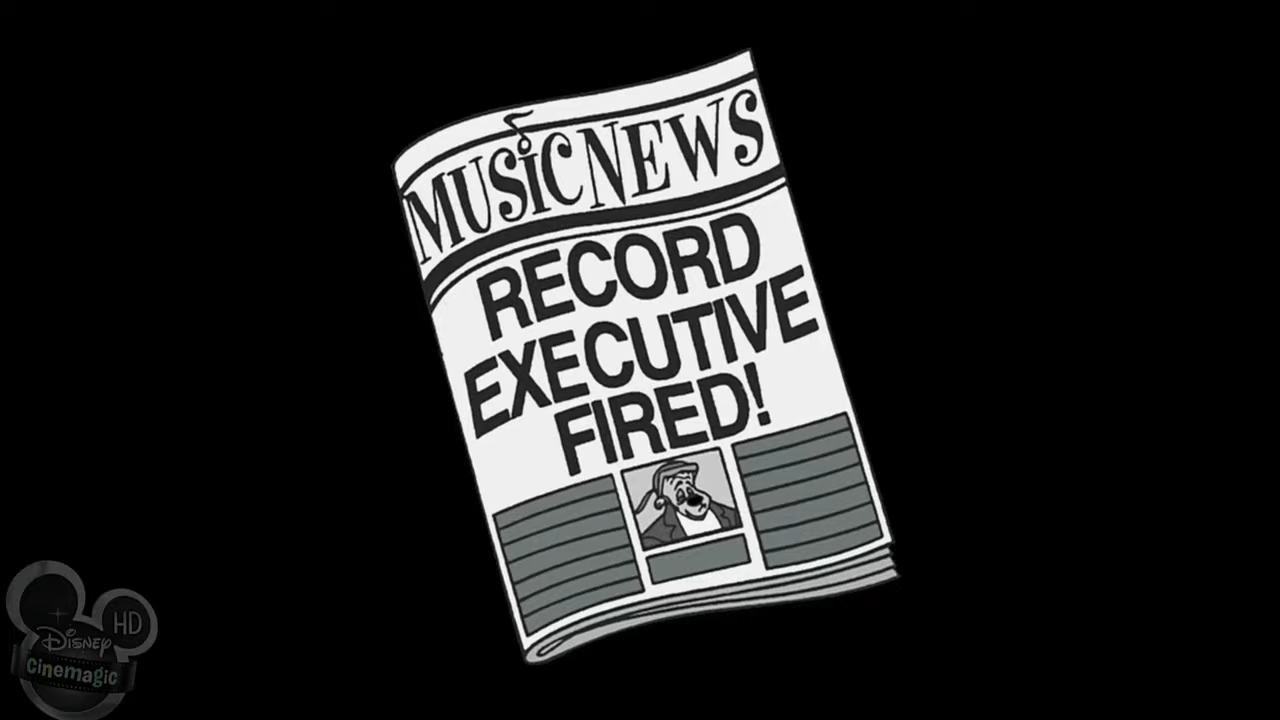 MUSiCNEWS
RECORD
EXECUTIVE
FIRED!
HD
Disney
Cinemagic